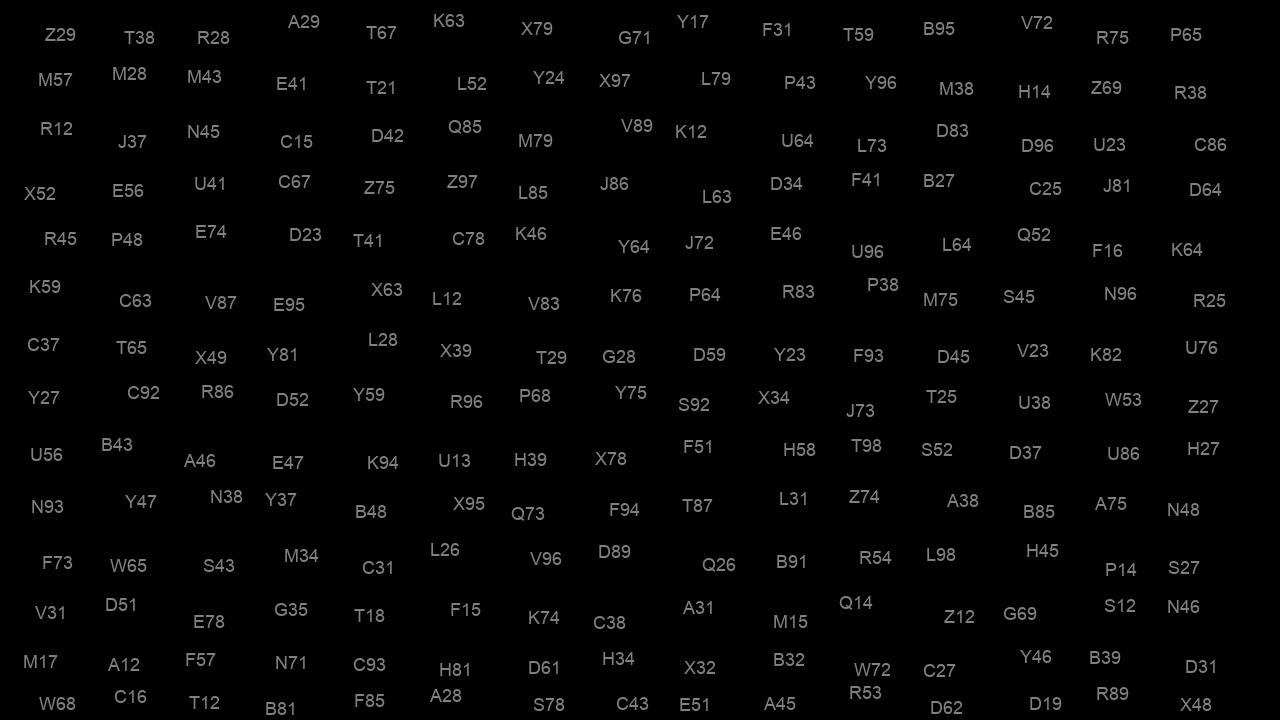 Z29 T38 R28 A29 T67 K63 X79 G71 Y17 F31 T59 B95 V72 R75 P65
M57 M28 M43 E41 T21 L52 Y24 X97 L79 P43 Y96 M38 H14 Z69 R38
R12 J37 N45 C15 D42 Q85 M79 V89 K12 U64 L73 D83 D96 U23 C86
X52 E56 U41 C67 Z75 Z97 L85 J86 L63 D34 F41 B27 C25 J81 D64
R45 P48 E74 D23 T41 C78 K46 Y64 J72 E46 U96 L64 Q52 F16 K64
K59 C63 V87 E95 X63 L12 V83 K76 P64 R83 P38 M75 S45 N96 R25
C37 T65 X49 Y81 L28 X39 T29 G28 D59 Y23 F93 D45 V23 K82 U76
Y27 C92 R86 D52 Y59 R96 P68 Y75 S92 X34 J73 T25 U38 W53 Z27
U56 B43 A46 E47 K94 U13 H39 X78 F51 H58 T98 S52 D37 U86 H27
N93 Y47 N38 Y37 B48 X95 Q73 F94 T87 L31 Z74 A38 B85 A75 N48
F73 W65 S43 M34 C31 L26 V96 D89 Q26 B91 R54 L98 H45 P14 S27
V31 D51 E78 G35 T18 F15 K74 C38 A31 M15 Q14 Z12 G69 S12 N46
M17 A12 F57 N71 C93 H81 D61 H34 X32 B32 W72 C27 Y46 B39 D31
W68 C16 T12 B81 F85 A28 S78 C43 E51 A45 R53 D62 D19 R89 X48